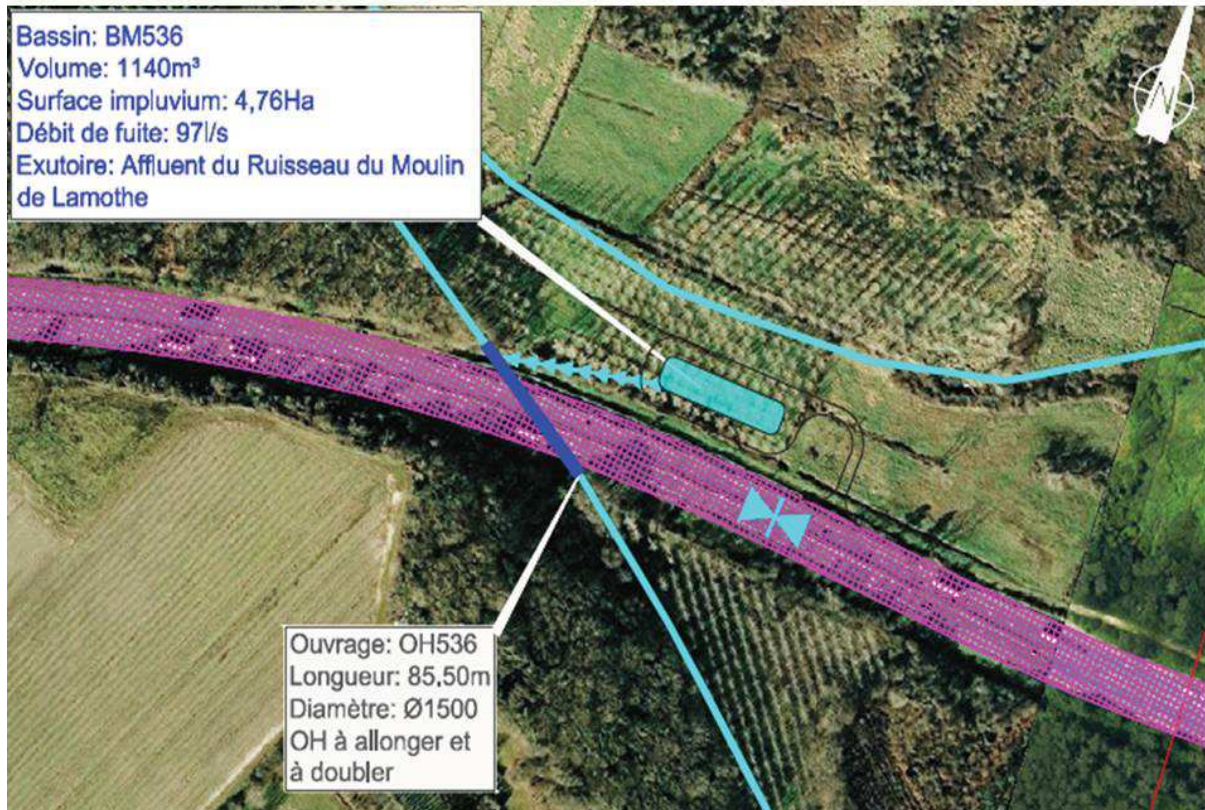 Bassin: BM536
Volume: 1140m³
Surface impluvium: 4,76Ha
Débit de fuite: 97l/s
Exutoire: Affluent du Ruisseau du Moulin
de Lamothe
Ouvrage: OH536
Longueur: 85,50m
Diamètre: Ø1500
OH à allonger et
à doubler
N